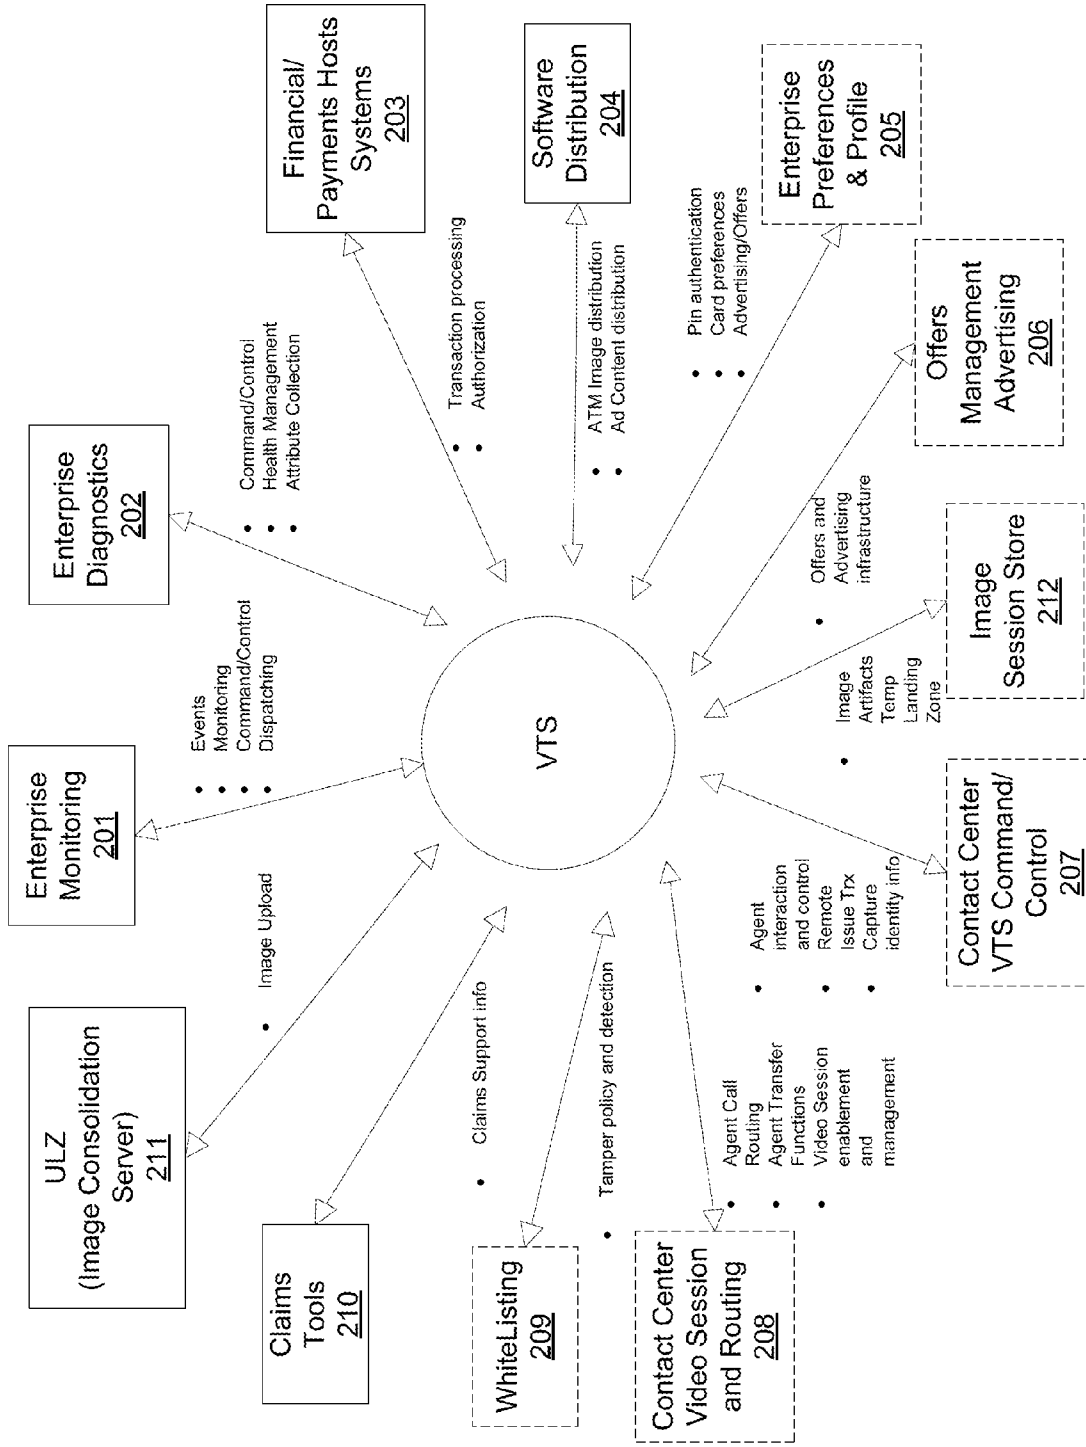 Enterprise
Monitoring
201
Events
Monitoring
Command/Control
Dispatching
Enterprise
Diagnostics
202
Command/Control
Health Management
Attribute Collection
Financial/
Payments Hosts
Systems
203
Transaction processing
Authorization
Software
Distribution
204
ATM Image distribution
Ad Content distribution
Enterprise
Preferences
& Profile
205
Pin authentication
Card preferences
Advertising/Offers
Offers
Management
Advertising
206
Offers and
Advertising
infrastructure
Image
Session Store
212
Image
Artifacts
Temp
Landing
Zone
Contact Center
VTS Command/
Control
207
Agent
interaction
and control
Remote
Issue Trx
Capture
identity info
Contact Center
Video Session
and Routing
208
Agent Call
Routing
Agent Transfer
Functions
Video Session
enablement
and
management
WhiteListing
209
Tamper policy and detection
Claims
Tools
210
Claims Support info
ULZ
(Image Consolidation
Server)
211
Image Upload
VTS